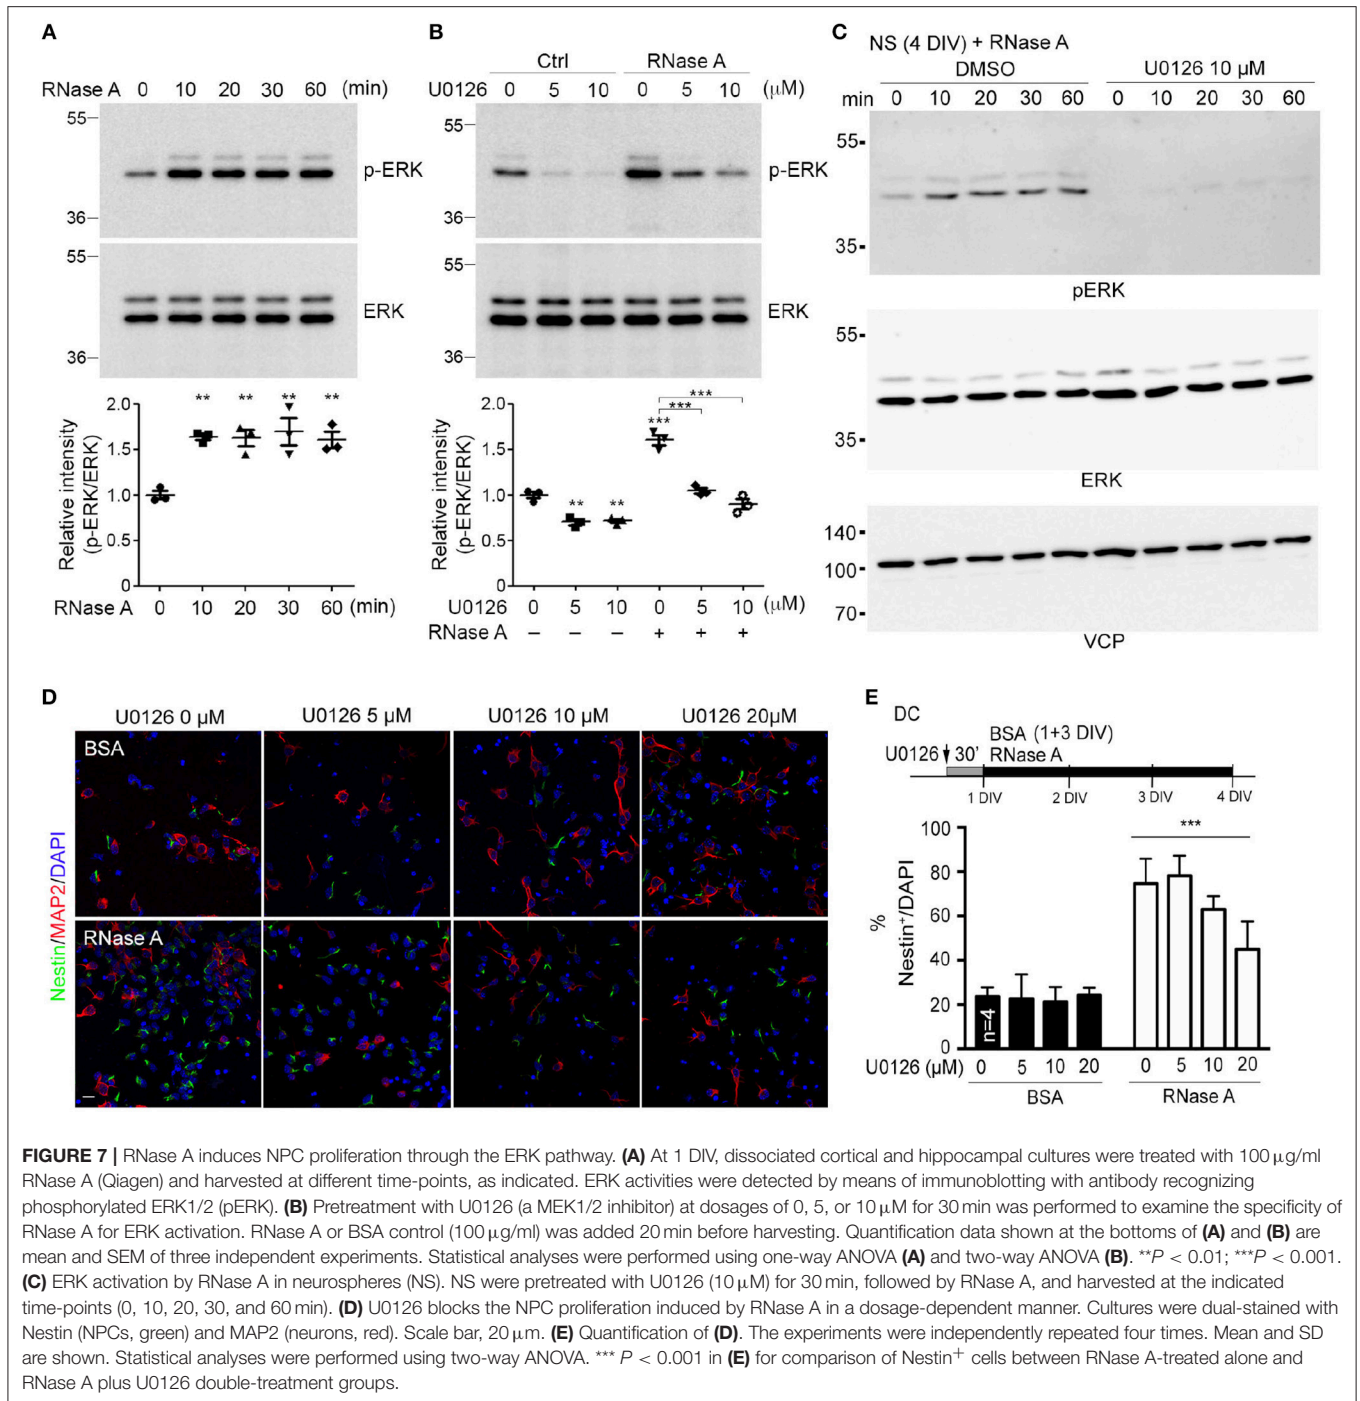 A
RNase A 0 10 20 30 60 (min)
55
p-ERK
36
55
ERK
36
Relative intensity
(p-ERK/ERK)
2.0
1.5
1.0
0.5
0
** ** ** **
0 10 20 30 60
RNase A (min)
B
Ctrl RNase A
U0126 0 5 10 0 5 10 (μM)
55
p-ERK
36
55
ERK
36
Relative intensity
(p-ERK/ERK)
2.0
1.5
1.0
0.5
0
** ** *** *** ***
U0126 0 5 10 0 5 10 (μM)
RNase A − − − + + +
C
NS (4 DIV) + RNase A
DMSO U0126 10 μM
min 0 10 20 30 60 0 10 20 30 60
55
35
pERK
55
35
ERK
140
100
70
VCP
D
U0126 0 μM U0126 5 μM U0126 10 μM U0126 20μM
Nestin/MAP2/DAPI
BSA
RNase A
E
DC
BSA (1+3 DIV)
U0126 30' RNase A
1 DIV 2 DIV 3 DIV 4 DIV
%
Nestin⁺/DAPI
100
80
60
40
20
0
n=4
***
U0126 (μM) 0 5 10 20 0 5 10 20
BSA RNase A
FIGURE 7 | RNase A induces NPC proliferation through the ERK pathway. (A) At 1 DIV, dissociated cortical and hippocampal cultures were treated with 100 μg/ml
RNase A (Qiagen) and harvested at different time-points, as indicated. ERK activities were detected by means of immunoblotting with antibody recognizing
phosphorylated ERK1/2 (pERK). (B) Pretreatment with U0126 (a MEK1/2 inhibitor) at dosages of 0, 5, or 10 μM for 30 min was performed to examine the specificity of
RNase A for ERK activation. RNase A or BSA control (100 μg/ml) was added 20 min before harvesting. Quantification data shown at the bottoms of (A) and (B) are
mean and SEM of three independent experiments. Statistical analyses were performed using one-way ANOVA (A) and two-way ANOVA (B). **P < 0.01; ***P < 0.001.
(C) ERK activation by RNase A in neurospheres (NS). NS were pretreated with U0126 (10 μM) for 30 min, followed by RNase A, and harvested at the indicated
time-points (0, 10, 20, 30, and 60 min). (D) U0126 blocks the NPC proliferation induced by RNase A in a dosage-dependent manner. Cultures were dual-stained with
Nestin (NPCs, green) and MAP2 (neurons, red). Scale bar, 20 μm. (E) Quantification of (D). The experiments were independently repeated four times. Mean and SD
are shown. Statistical analyses were performed using two-way ANOVA. *** P < 0.001 in (E) for comparison of Nestin⁺ cells between RNase A-treated alone and
RNase A plus U0126 double-treatment groups.